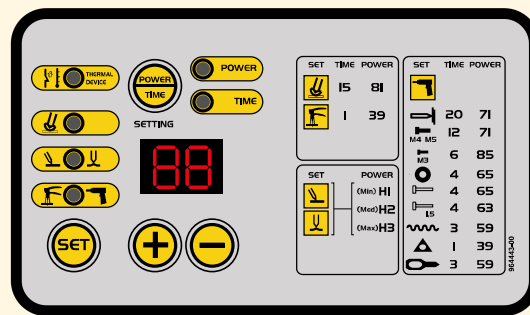 THERMAL DEVICE
POWER
TIME
POWER
TIME
SETTING
88
SET
SET TIME POWER
15 81
1 39
SET POWER
(Min) H1
(Med) H2
(Max) H3
SET TIME POWER
20 71
M4 M5 12 71
M3 6 85
4 65
4 65
1.5 4 63
3 59
1 39
3 59
964443-00